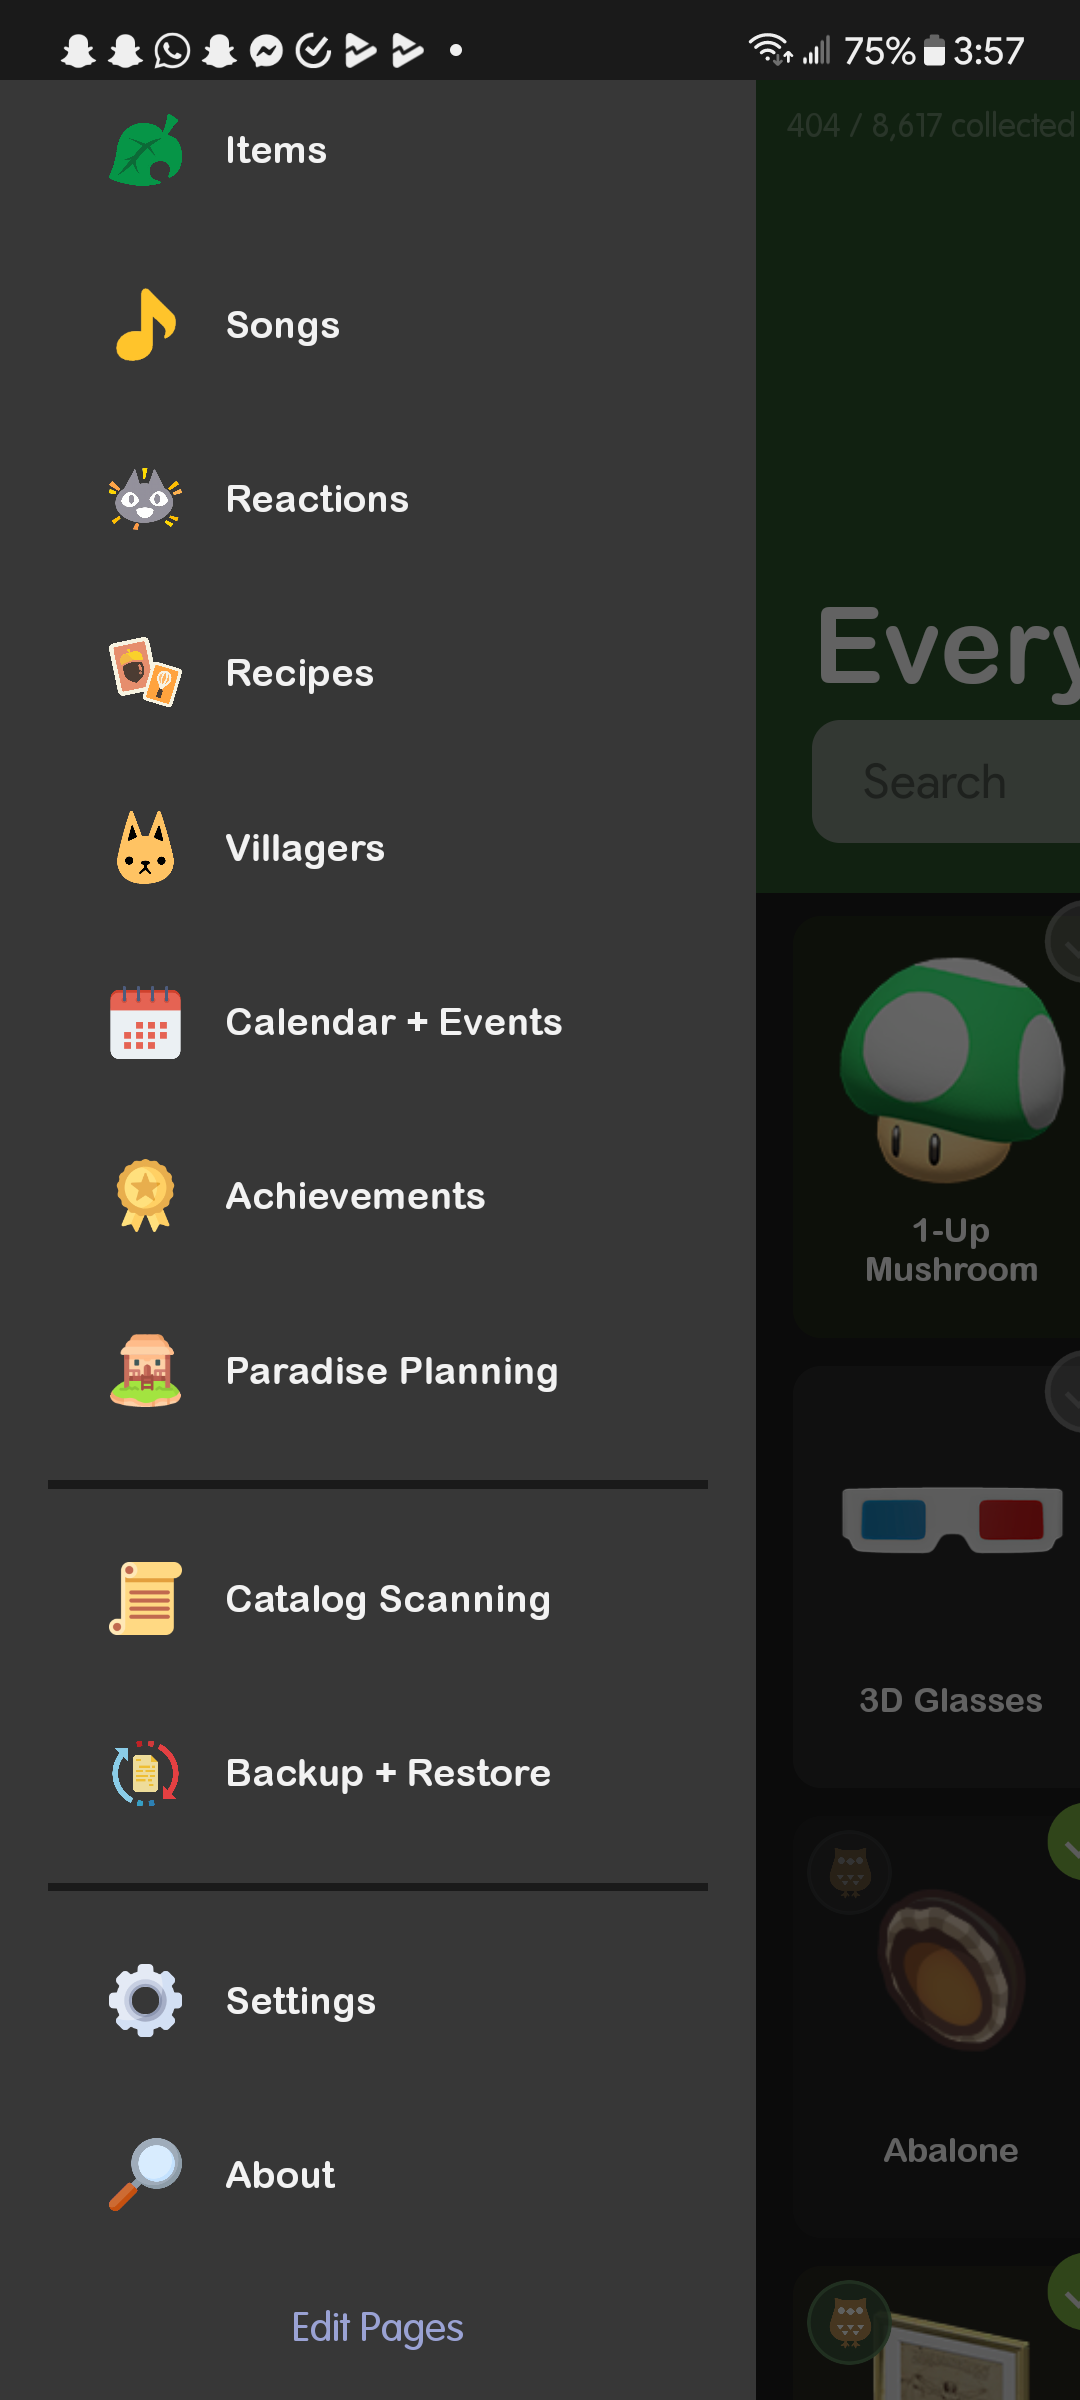 75% 3:57
Items
Songs
Reactions
Recipes
Villagers
Calendar + Events
Achievements
Paradise Planning
Catalog Scanning
Backup + Restore
Settings
About
Edit Pages
404 / 8,617 collected
Every
Search
1-Up
Mushroom
3D Glasses
Abalone